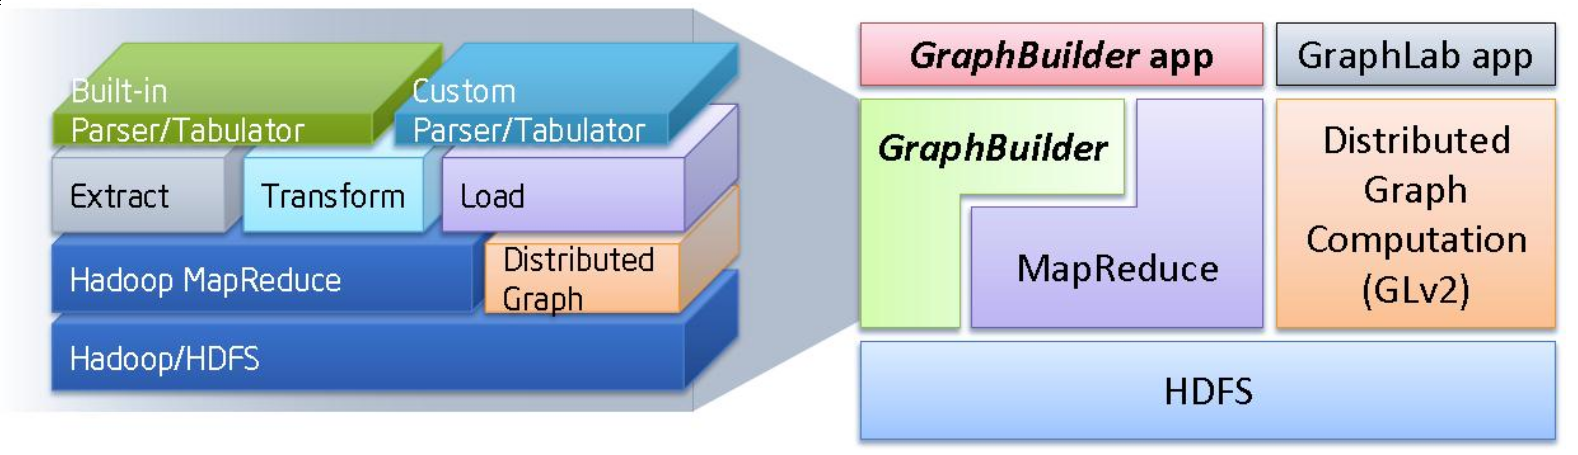 Built-in
Parser/Tabulator
Custom
Parser/Tabulator
Extract
Transform
Load
Hadoop MapReduce
Distributed
Graph
Hadoop/HDFS
GraphBuilder app
GraphLab app
GraphBuilder
MapReduce
Distributed
Graph
Computation
(GLv2)
HDFS